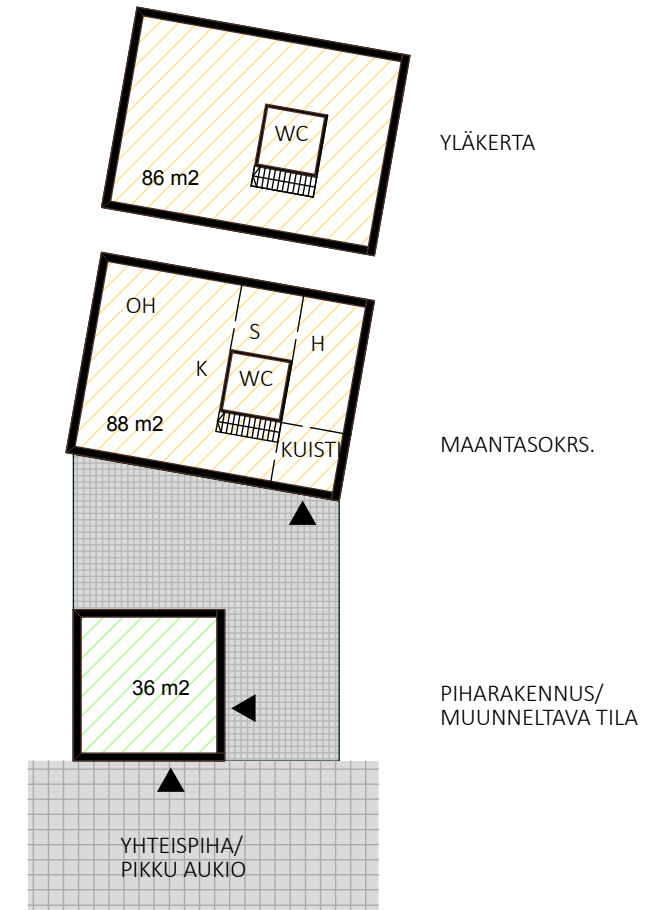 WC
YLÄKERTA
86 m2
OH
S
H
K
WC
88 m2
KUISTI
MAANTASOKRS.
36 m2
PIHARAKENNUS/
MUUNNELTAVA TILA
YHTEISPIHA/
PIKKU AUKIO